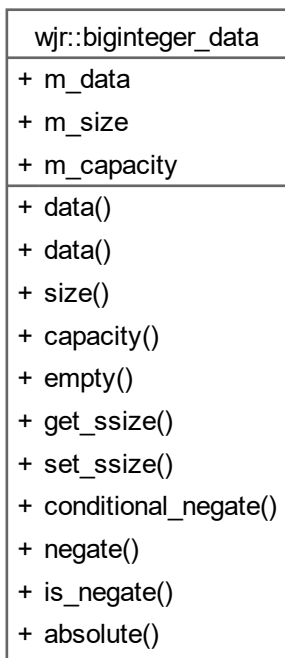 wjr::biginteger_data
+ m_data
+ m_size
+ m_capacity
+ data()
+ data()
+ size()
+ capacity()
+ empty()
+ get_ssize()
+ set_ssize()
+ conditional_negate()
+ negate()
+ is_negate()
+ absolute()